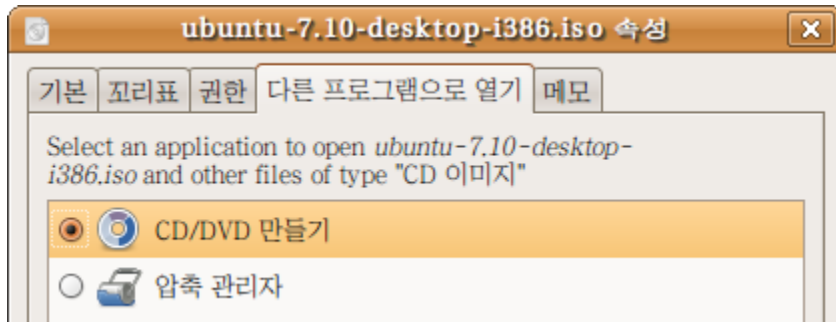 ubuntu-7.10-desktop-i386.iso 속성
기본 꼬리표 권한 다른 프로그램으로 열기 메모
Select an application to open ubuntu-7.10-desktop-
i386.iso and other files of type "CD 이미지"
CD/DVD 만들기
압축 관리자